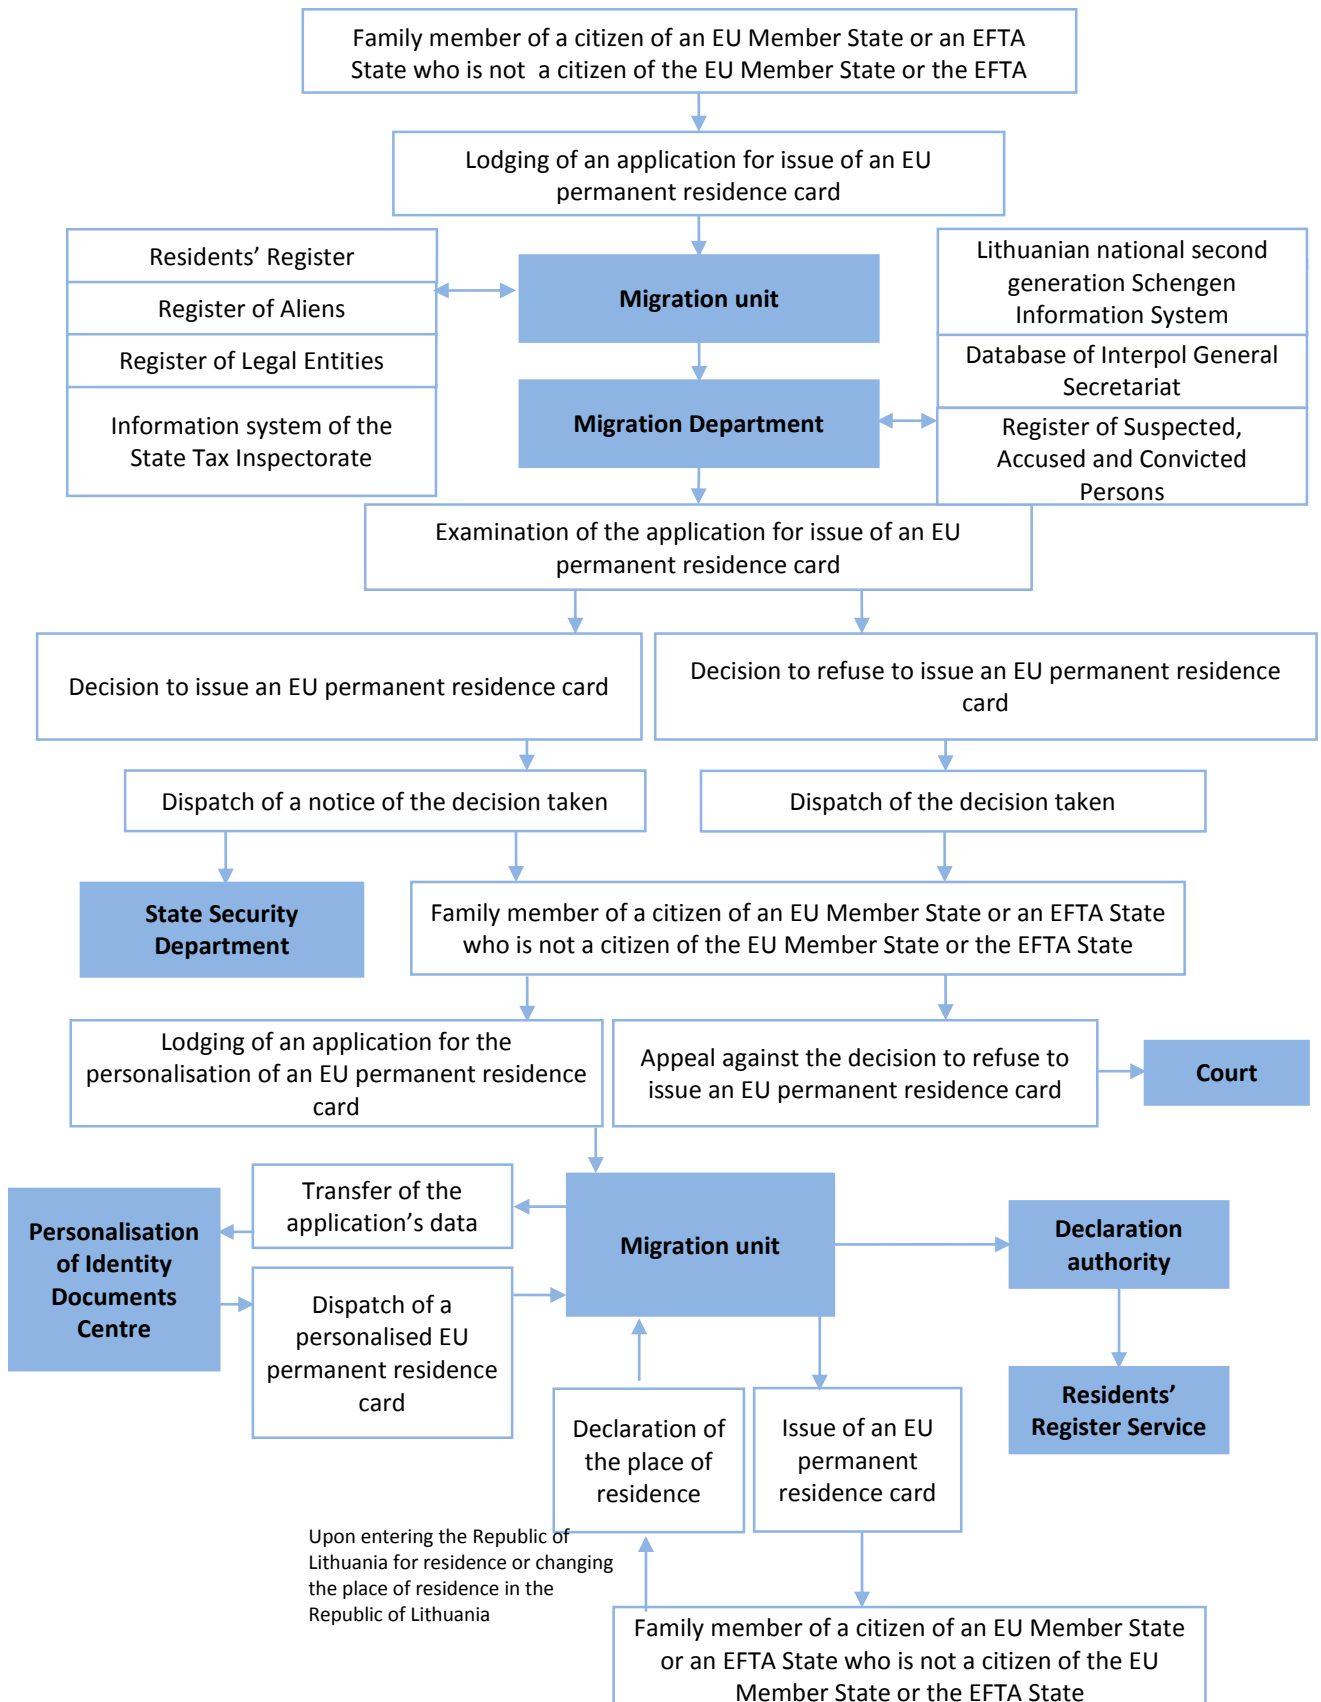 Family member of a citizen of an EU Member State or an EFTA
State who is not  a citizen of the EU Member State or the EFTA
Lodging of an application for issue of an EU
permanent residence card
Residents’ Register
Register of Aliens
Register of Legal Entities
Information system of the
State Tax Inspectorate
Migration unit
Migration Department
Lithuanian national second
generation Schengen
Information System
Database of Interpol General
Secretariat
Register of Suspected,
Accused and Convicted
Persons
Examination of the application for issue of an EU
permanent residence card
Decision to issue an EU permanent residence card
Decision to refuse to issue an EU permanent residence
card
Dispatch of a notice of the decision taken
Dispatch of the decision taken
State Security
Department
Family member of a citizen of an EU Member State or an EFTA State
who is not a citizen of the EU Member State or the EFTA State
Lodging of an application for the
personalisation of an EU permanent residence
card
Appeal against the decision to refuse to
issue an EU permanent residence card
Court
Personalisation
of Identity
Documents
Centre
Transfer of the
application’s data
Dispatch of a
personalised EU
permanent residence
card
Migration unit
Declaration
authority
Residents’
Register Service
Declaration of
the place of
residence
Issue of an EU
permanent
residence card
Upon entering the Republic of
Lithuania for residence or changing
the place of residence in the
Republic of Lithuania
Family member of a citizen of an EU Member State
or an EFTA State who is not a citizen of the EU
Member State or the EFTA State